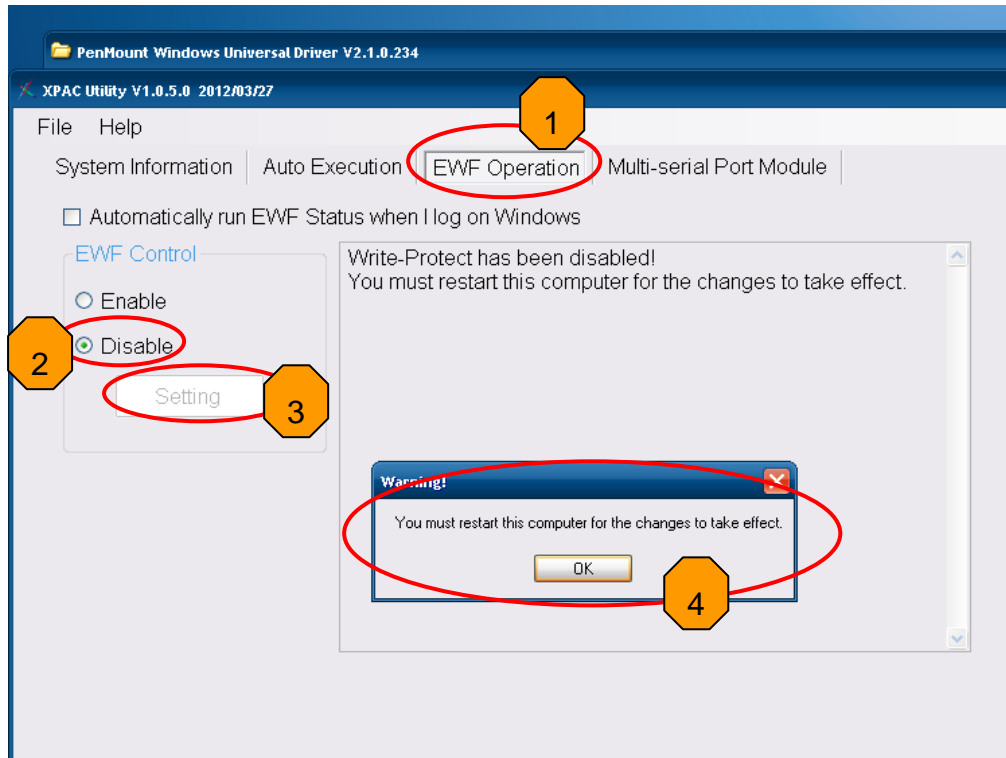 PenMount Windows Universal Driver V2.1.0.234
XPAC Utility V1.0.5.0 2012/03/27
1
File Help
System Information Auto Execution EWF Operation Multi-serial Port Module
Automatically run EWF Status when I log on Windows
EWF Control
Write-Protect has been disabled!
You must restart this computer for the changes to take effect.
Enable
2
Disable
Setting
3
Warning!
You must restart this computer for the changes to take effect.
OK
4